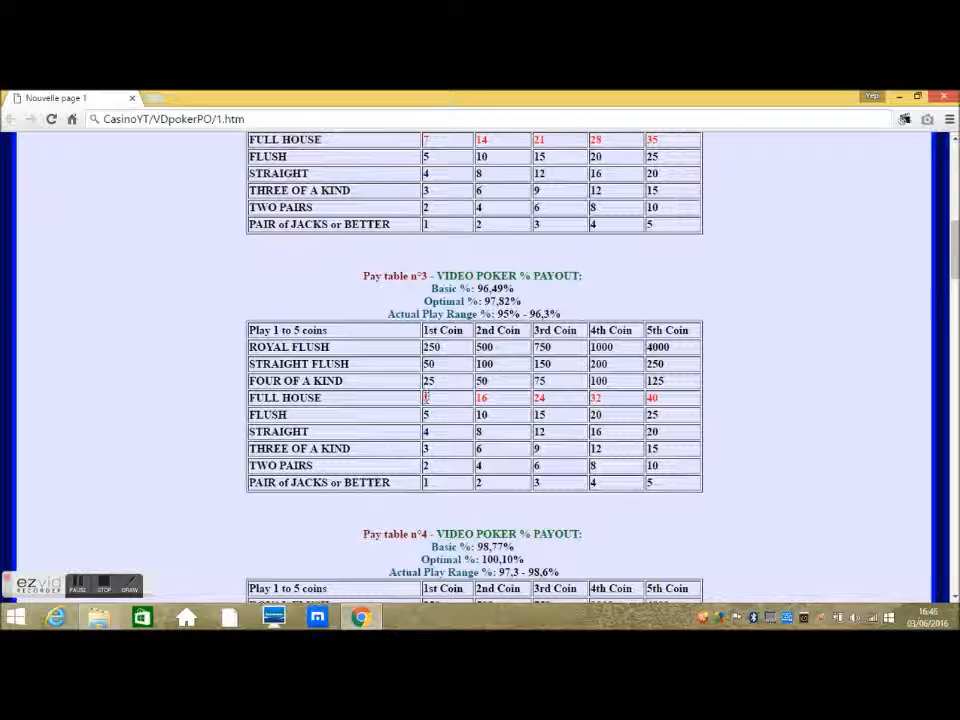 Nouvelle page 1
Yep
CasinoYT/VDpokerPO/1.htm
FULL HOUSE 7 14 21 28 35
FLUSH 5 10 15 20 25
STRAIGHT 4 8 12 16 20
THREE OF A KIND 3 6 9 12 15
TWO PAIRS 2 4 6 8 10
PAIR of JACKS or BETTER 1 2 3 4 5
Pay table n°3 - VIDEO POKER % PAYOUT:
Basic %: 96,49%
Optimal %: 97,82%
Actual Play Range %: 95% - 96,3%
Play 1 to 5 coins 1st Coin 2nd Coin 3rd Coin 4th Coin 5th Coin
ROYAL FLUSH 250 500 750 1000 4000
STRAIGHT FLUSH 50 100 150 200 250
FOUR OF A KIND 25 50 75 100 125
FULL HOUSE 16 24 32 40
FLUSH 5 10 15 20 25
STRAIGHT 4 8 12 16 20
THREE OF A KIND 3 6 9 12 15
TWO PAIRS 2 4 6 8 10
PAIR of JACKS or BETTER 1 2 3 4 5
Pay table n°4 - VIDEO POKER % PAYOUT:
Basic %: 98,77%
Optimal %: 100,10%
Actual Play Range %: 97,3 - 98,6%
Play 1 to 5 coins 1st Coin 2nd Coin 3rd Coin 4th Coin 5th Coin
ezvid
RECORDER
PAUSE STOP DRAW
16:46
03/06/2016